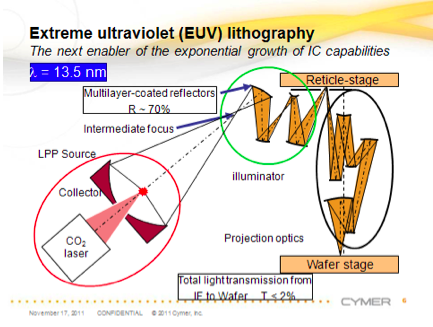 Extreme ultraviolet (EUV) lithography
The next enabler of the exponential growth of IC capabilities
λ = 13.5 nm
Reticle-stage
Multilayer-coated reflectors
R ~ 70%
Intermediate focus
LPP Source
illuminator
Collector
CO2
laser
Projection optics
Wafer stage
Total light transmission from
IF to Wafer T ≤ 2%
CYMER 6
November 17, 2011 CONFIDENTIAL © 2011 Cymer, Inc.